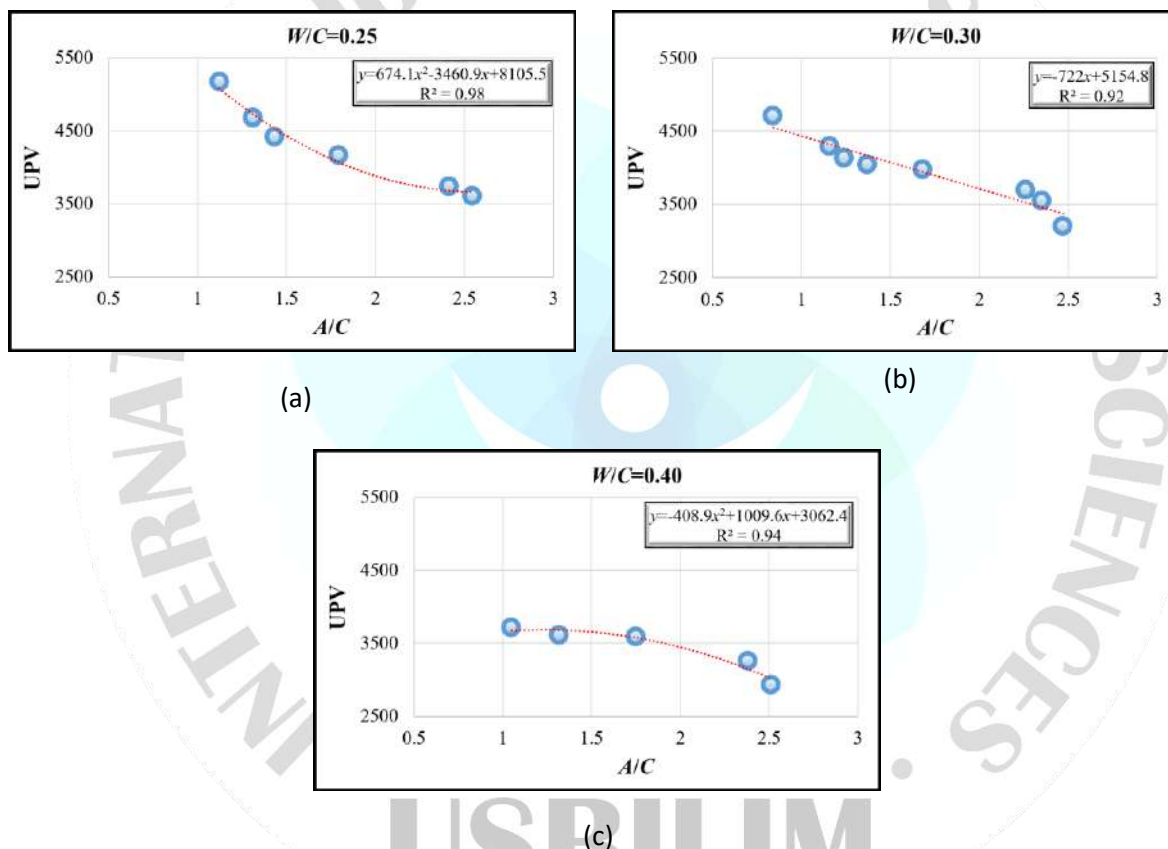 W/C=0.25
5500
4500
3500
2500
UPV
y=674.1x²-3460.9x+8105.5
R² = 0.98
0.5 1 1.5 2 2.5 3
A/C
(a)
W/C=0.30
5500
4500
3500
2500
UPV
y=-722x+5154.8
R² = 0.92
0.5 1 1.5 2 2.5 3
A/C
(b)
W/C=0.40
5500
4500
3500
2500
UPV
y=-408.9x²+1009.6x+3062.4
R² = 0.94
0.5 1 1.5 2 2.5 3
A/C
(c)
INTERNAT
SCIENCES
USBILIM